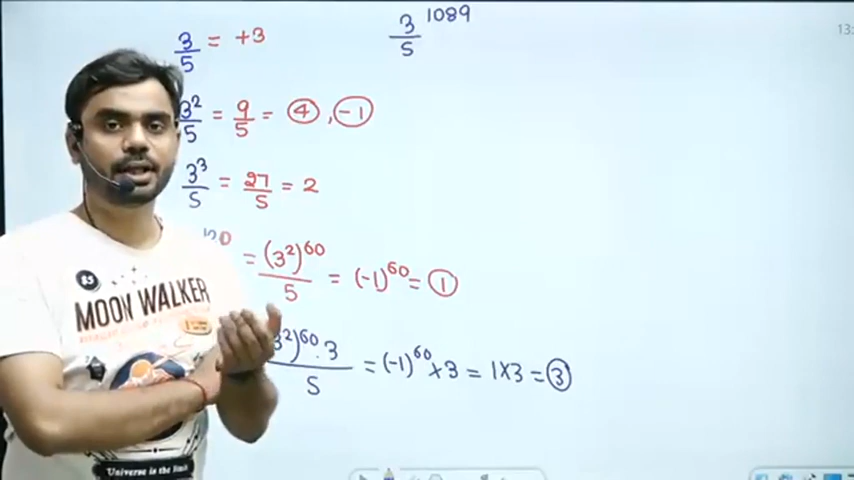 3/5 = +3
3^1089/5
13:
3²/5 = 9/5 = 4, -1
3³/5 = 27/5 = 2
= (3²)^60/5 = (-1)^60 = 1
3²)^60 . 3/5 = (-1)^60 × 3 = 1×3 = 3
85
MOON WALKER
Universe is the limit